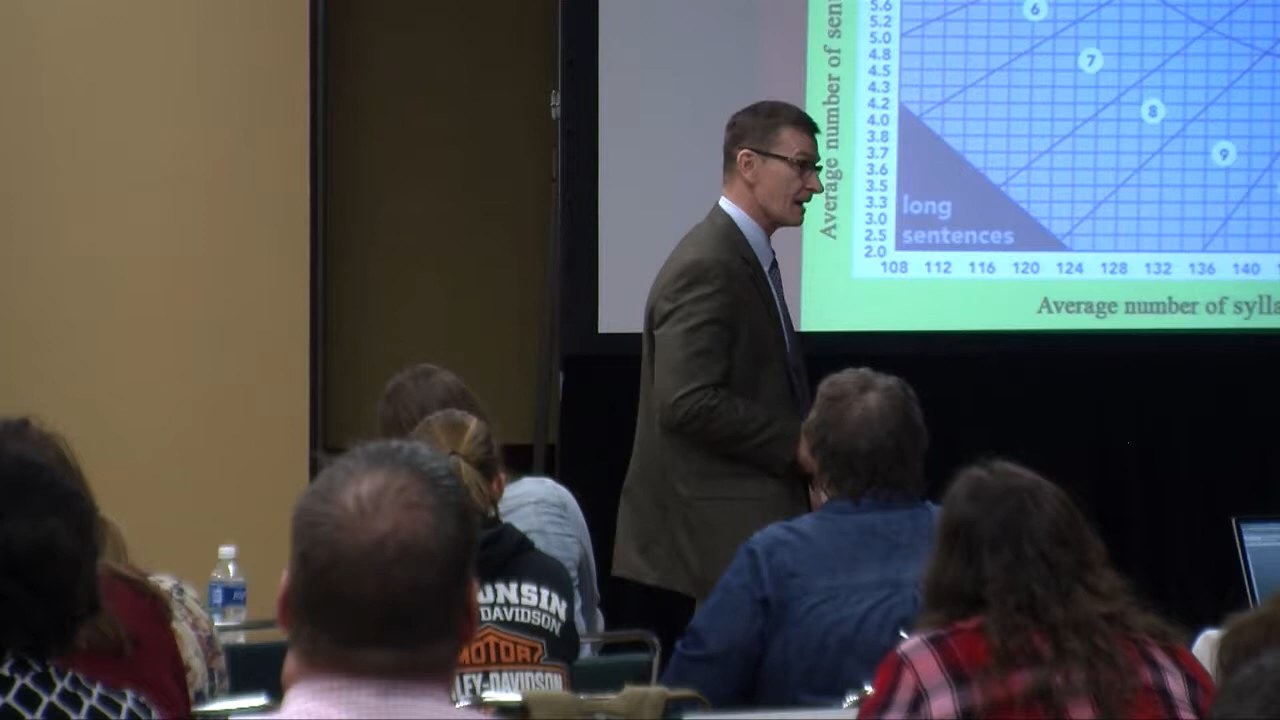 Average number of sen
5.6
5.2
5.0
4.8
4.5
4.3
4.2
4.0
3.8
3.7
3.6
3.5
3.3
3.0
2.5
2.0
6
7
8
9
long
sentences
108 112 116 120 124 128 132 136 140
Average number of sylla
ONSIN
DAVIDSON
MOTOR
LEY-DAVIDSON